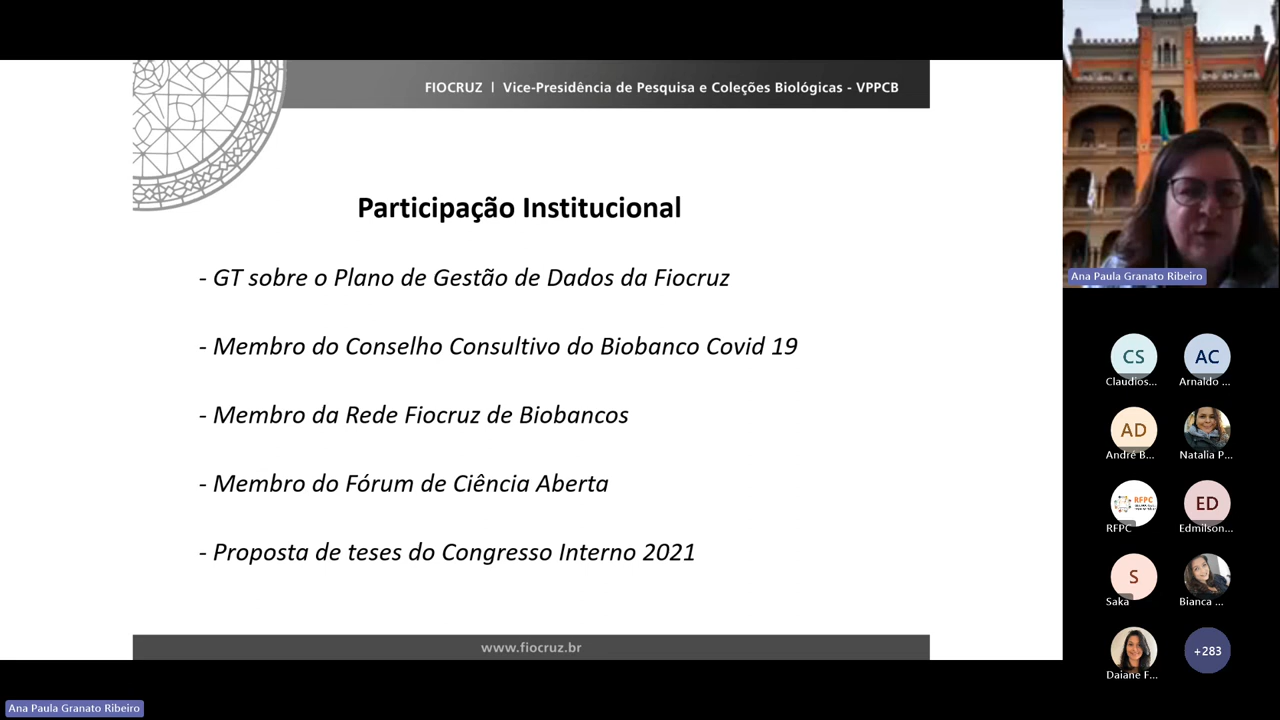 FIOCRUZ | Vice-Presidência de Pesquisa e Coleções Biológicas - VPPCB
Participação Institucional
- GT sobre o Plano de Gestão de Dados da Fiocruz
- Membro do Conselho Consultivo do Biobanco Covid 19
- Membro da Rede Fiocruz de Biobancos
- Membro do Fórum de Ciência Aberta
- Proposta de teses do Congresso Interno 2021
www.fiocruz.br
Ana Paula Granato Ribeiro
Ana Paula Granato Ribeiro
CS
Claudios...
AC
Arnaldo ...
AD
André B...
Natalia P...
RFPC
RFPC
ED
Edmilson...
S
Saka
Bianca ...
Daiane F...
+283